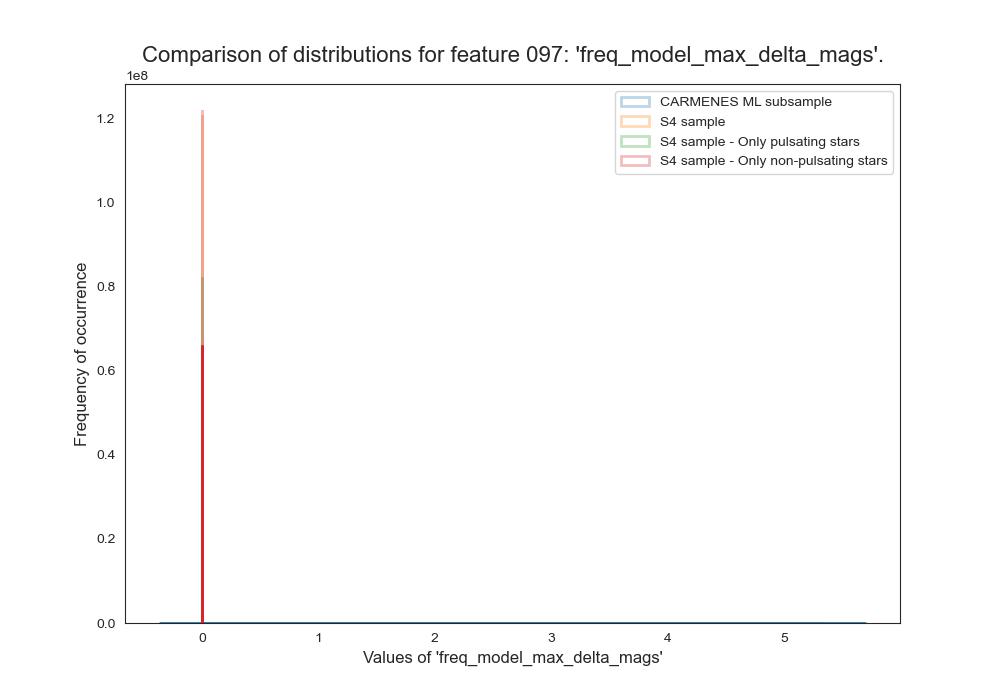 Comparison of distributions for feature 097: 'freq_model_max_delta_mags'.
1e8
CARMENES ML subsample
S4 sample
S4 sample - Only pulsating stars
S4 sample - Only non-pulsating stars
1.2
1.0
0.8
0.6
0.4
0.2
0.0
Frequency of occurrence
0 1 2 3 4 5
Values of 'freq_model_max_delta_mags'